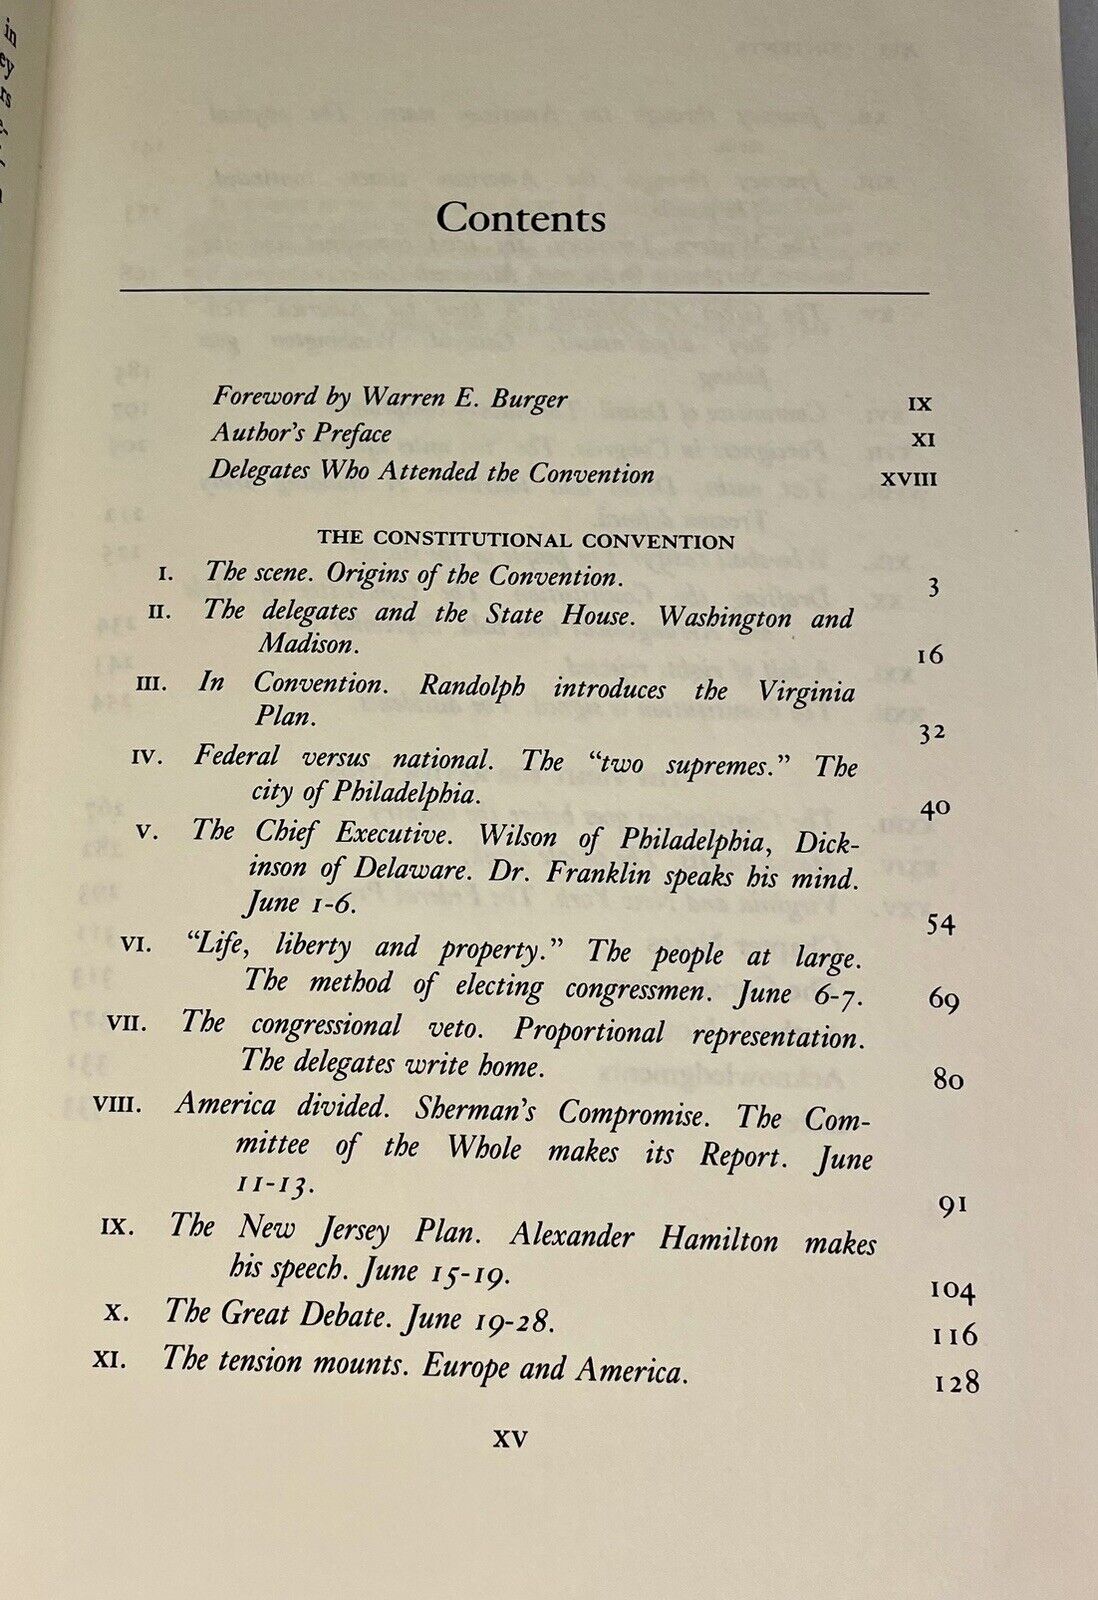 in
ey
rs
Contents
Foreword by Warren E. Burger IX
Author's Preface XI
Delegates Who Attended the Convention XVIII
THE CONSTITUTIONAL CONVENTION
I. The scene. Origins of the Convention. 3
II. The delegates and the State House. Washington and
Madison. 16
III. In Convention. Randolph introduces the Virginia
Plan. 32
IV. Federal versus national. The "two supremes." The
city of Philadelphia. 40
V. The Chief Executive. Wilson of Philadelphia, Dick-
inson of Delaware. Dr. Franklin speaks his mind.
June 1-6. 54
VI. "Life, liberty and property." The people at large.
The method of electing congressmen. June 6-7. 69
VII. The congressional veto. Proportional representation.
The delegates write home. 80
VIII. America divided. Sherman's Compromise. The Com-
mittee of the Whole makes its Report. June
11-13. 91
IX. The New Jersey Plan. Alexander Hamilton makes
his speech. June 15-19. 104
X. The Great Debate. June 19-28. 116
XI. The tension mounts. Europe and America. 128
XV